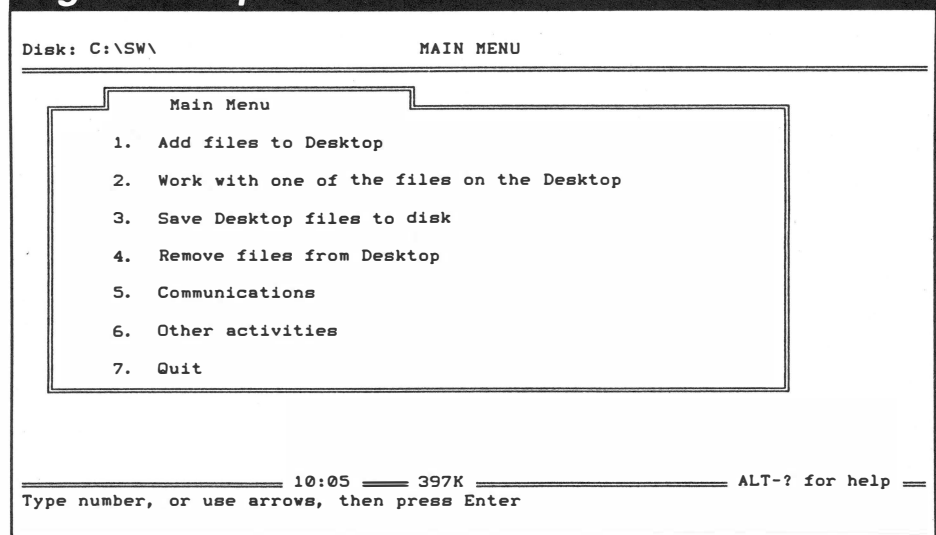 Disk: C:\SW\ MAIN MENU
Main Menu
1. Add files to Desktop
2. Work with one of the files on the Desktop
3. Save Desktop files to disk
4. Remove files from Desktop
5. Communications
6. Other activities
7. Quit
10:05 397K ALT-? for help
Type number, or use arrows, then press Enter